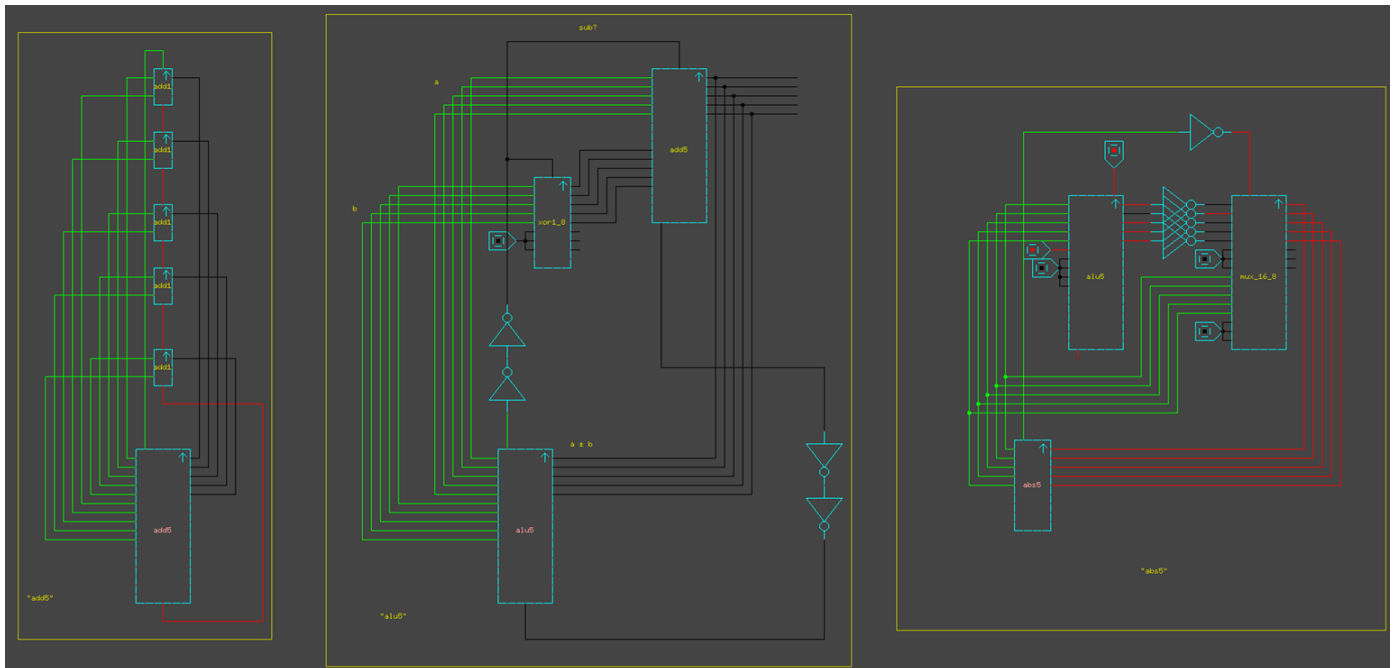 add1
add1
add1
add1
add1
add5
"add5"
sub?
a
add5
b
xor1_8
a ± b
alu5
"alu5"
alu5
mux_16_8
abs5
"abs5"